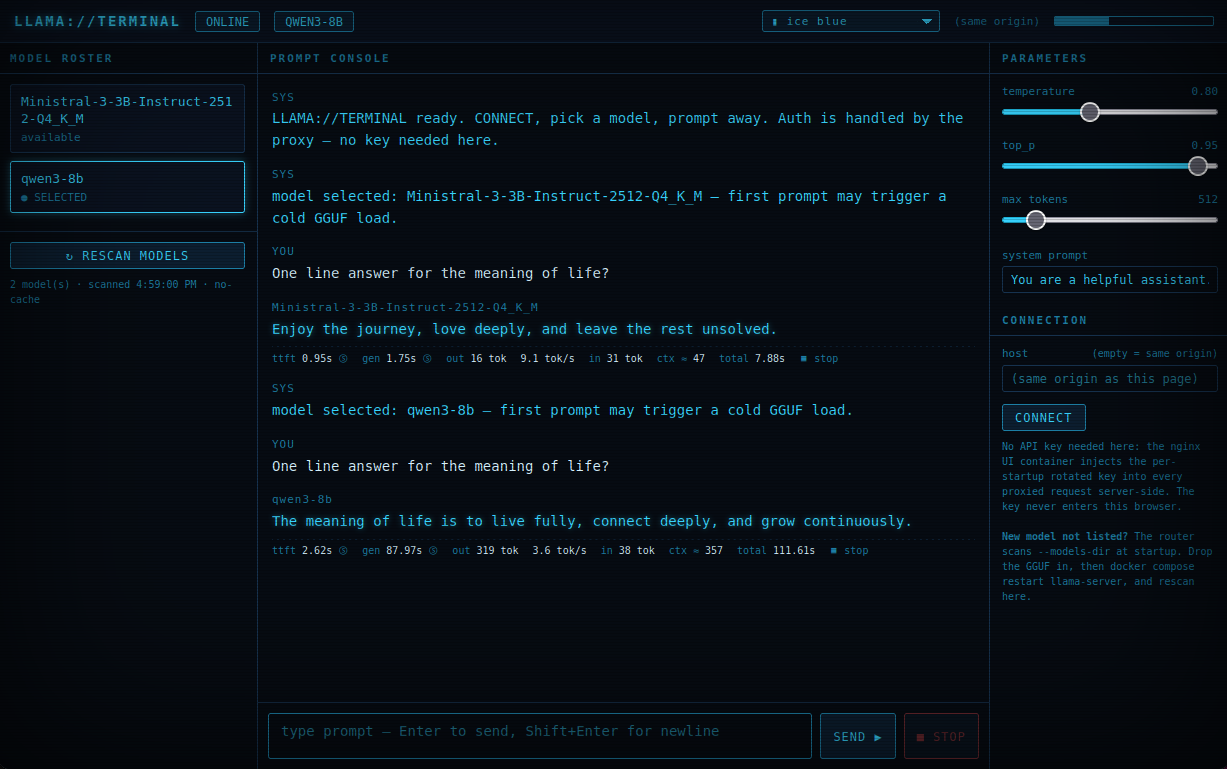 LLAMA://TERMINAL ONLINE QWEN3-8B ice blue (same origin)
MODEL ROSTER
Ministral-3-3B-Instruct-251
2-Q4_K_M
available
qwen3-8b
● SELECTED
↻ RESCAN MODELS
2 model(s) · scanned 4:59:00 PM · no-
cache
PROMPT CONSOLE
SYS
LLAMA://TERMINAL ready. CONNECT, pick a model, prompt away. Auth is handled by the
proxy — no key needed here.
SYS
model selected: Ministral-3-3B-Instruct-2512-Q4_K_M — first prompt may trigger a
cold GGUF load.
YOU
One line answer for the meaning of life?
Ministral-3-3B-Instruct-2512-Q4_K_M
Enjoy the journey, love deeply, and leave the rest unsolved.
ttft 0.95s Ⓢ gen 1.75s Ⓢ out 16 tok 9.1 tok/s in 31 tok ctx ≈ 47 total 7.88s ■ stop
SYS
model selected: qwen3-8b — first prompt may trigger a cold GGUF load.
YOU
One line answer for the meaning of life?
qwen3-8b
The meaning of life is to live fully, connect deeply, and grow continuously.
ttft 2.62s Ⓢ gen 87.97s Ⓢ out 319 tok 3.6 tok/s in 38 tok ctx ≈ 357 total 111.61s ■ stop
type prompt — Enter to send, Shift+Enter for newline
SEND ▶
■ STOP
PARAMETERS
temperature 0.80
top_p 0.95
max tokens 512
system prompt
You are a helpful assistant.
CONNECTION
host (empty = same origin)
(same origin as this page)
CONNECT
No API key needed here: the nginx
UI container injects the per-
startup rotated key into every
proxied request server-side. The
key never enters this browser.
New model not listed? The router
scans --models-dir at startup. Drop
the GGUF in, then docker compose
restart llama-server, and rescan
here.